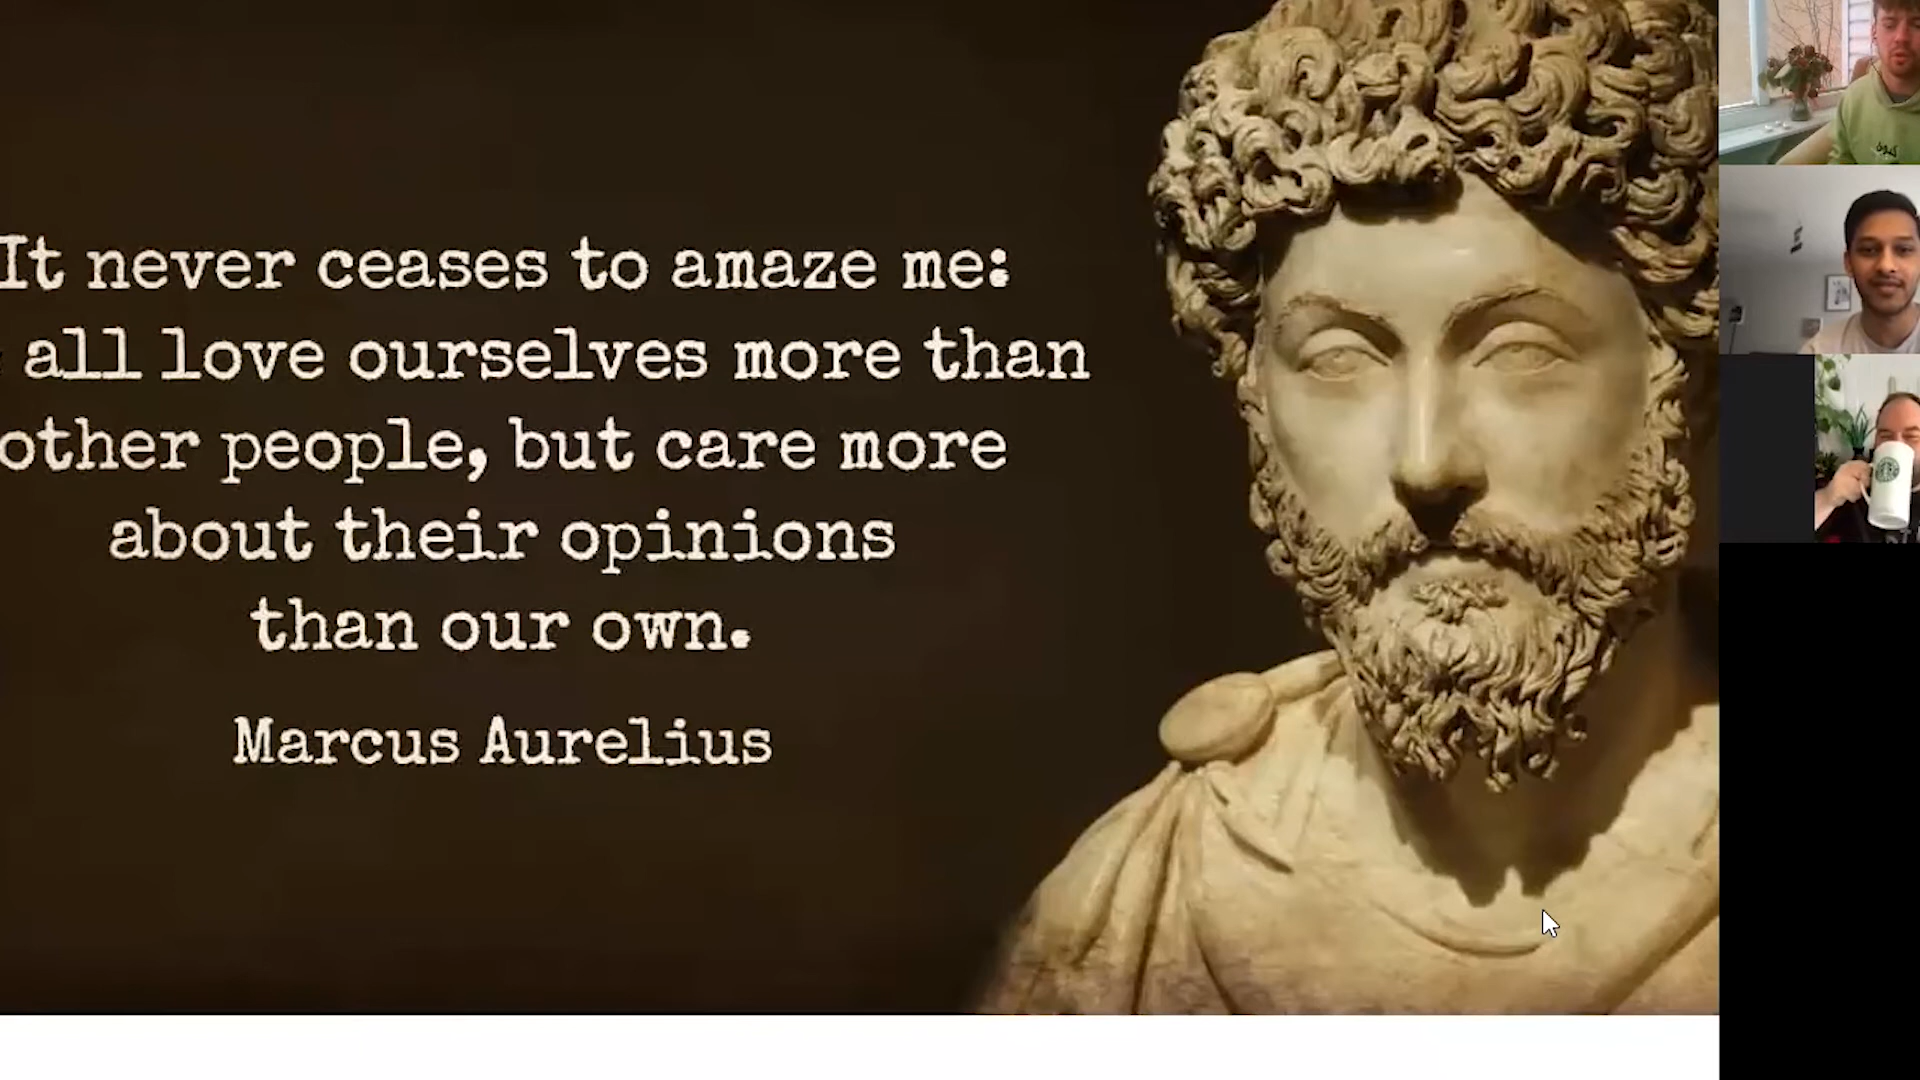 It never ceases to amaze me:
all love ourselves more than
other people, but care more
about their opinions
than our own.
Marcus Aurelius